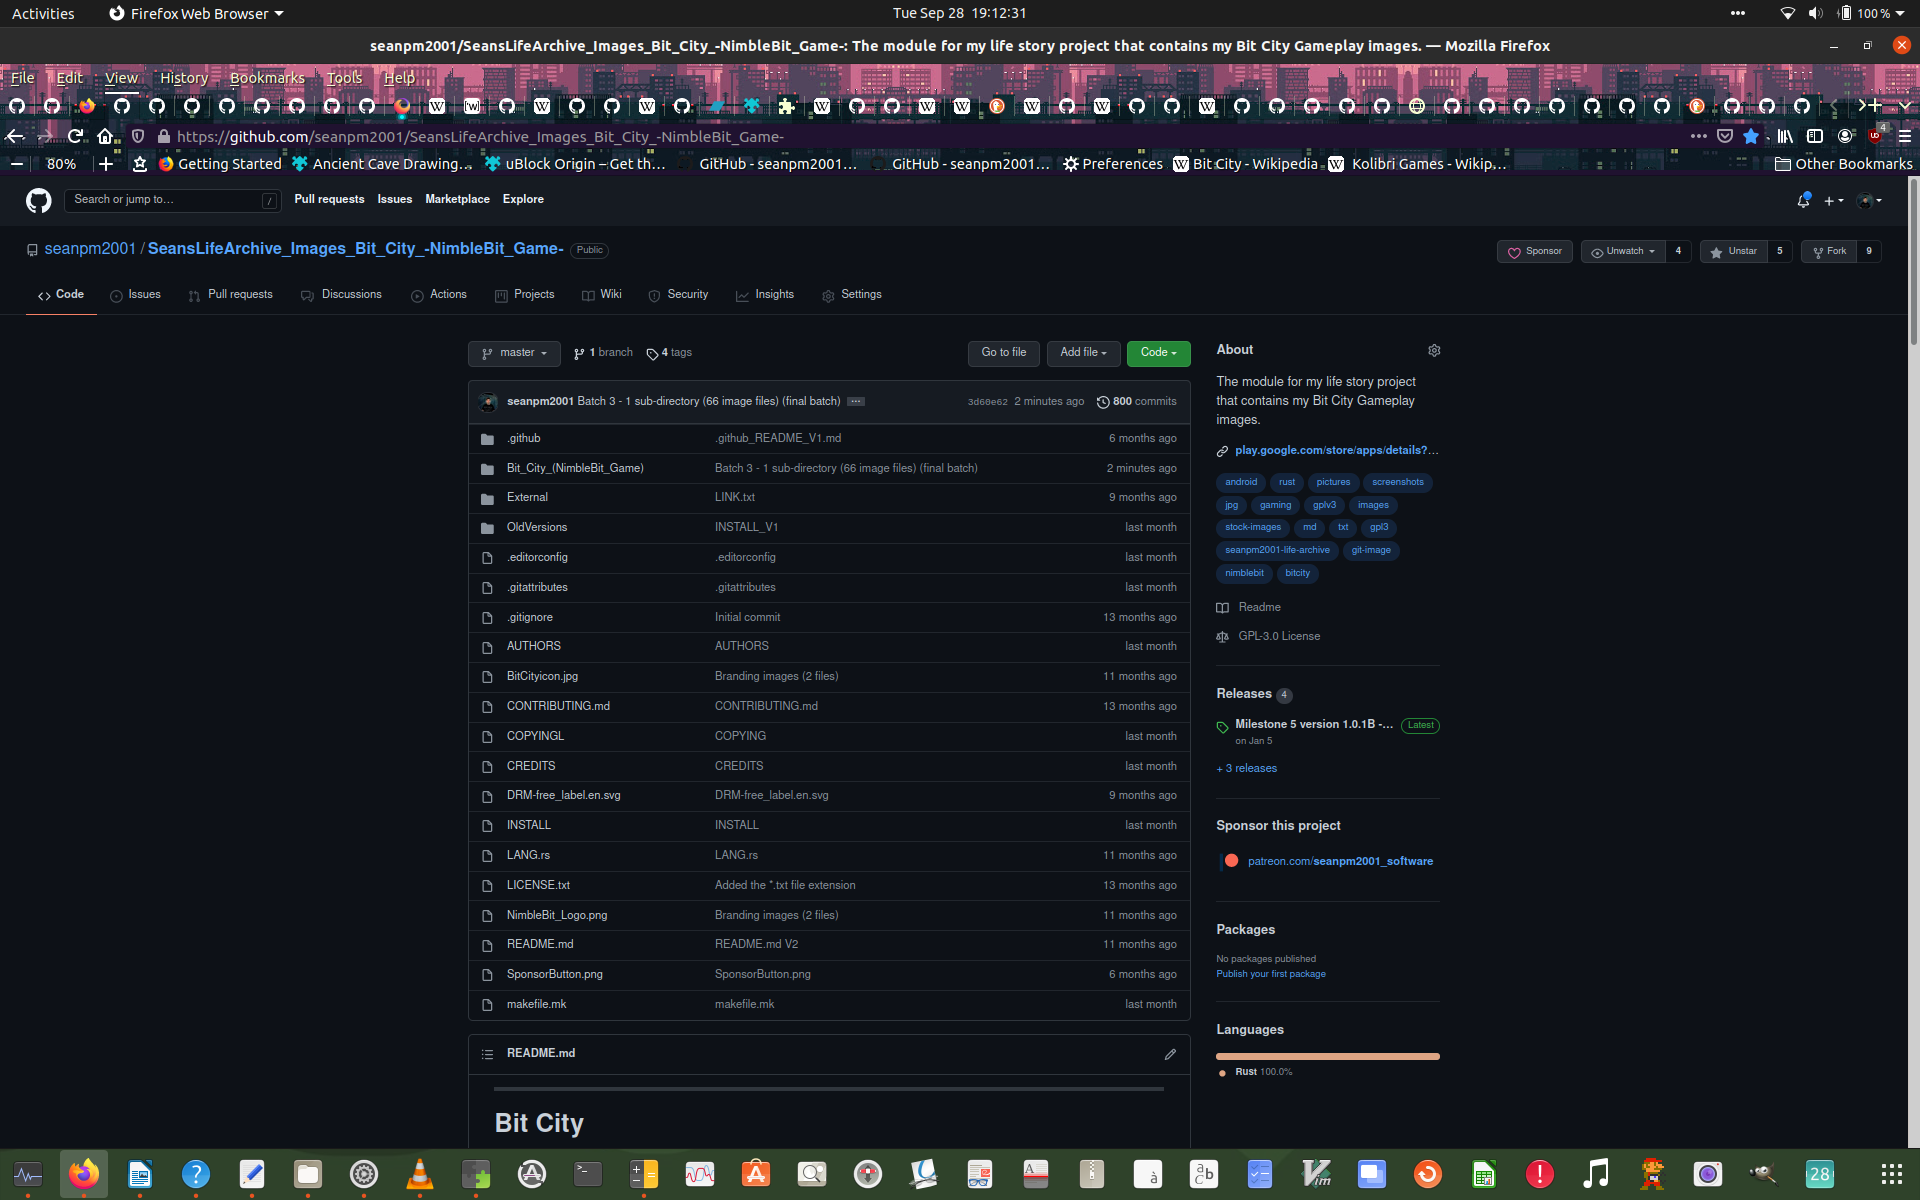 Activities
Firefox Web Browser
Tue Sep 28 19:12:31
100 %
seanpm2001/SeansLifeArchive_Images_Bit_City_-NimbleBit_Game-: The module for my life story project that contains my Bit City Gameplay images. — Mozilla Firefox
File Edit View History Bookmarks Tools Help
https://github.com/seanpm2001/SeansLifeArchive_Images_Bit_City_-NimbleBit_Game-
4
80%
Getting Started
Ancient Cave Drawing…
uBlock Origin – Get th…
GitHub - seanpm2001…
GitHub - seanpm2001…
Preferences
Bit City - Wikipedia
Kolibri Games - Wikip…
Other Bookmarks
Search or jump to… /
Pull requests Issues Marketplace Explore
seanpm2001 / SeansLifeArchive_Images_Bit_City_-NimbleBit_Game- Public
Sponsor Unwatch 4 Unstar 5 Fork 9
Code Issues Pull requests Discussions Actions Projects Wiki Security Insights Settings
master 1 branch 4 tags Go to file Add file Code
seanpm2001 Batch 3 - 1 sub-directory (66 image files) (final batch) ... 3d60e62 2 minutes ago 800 commits
.github .github_README_V1.md 6 months ago
Bit_City_(NimbleBit_Game) Batch 3 - 1 sub-directory (66 image files) (final batch) 2 minutes ago
External LINK.txt 9 months ago
OldVersions INSTALL_V1 last month
.editorconfig .editorconfig last month
.gitattributes .gitattributes last month
.gitignore Initial commit 13 months ago
AUTHORS AUTHORS last month
BitCityicon.jpg Branding images (2 files) 11 months ago
CONTRIBUTING.md CONTRIBUTING.md 13 months ago
COPYINGL COPYING last month
CREDITS CREDITS last month
DRM-free_label.en.svg DRM-free_label.en.svg 9 months ago
INSTALL INSTALL last month
LANG.rs LANG.rs 11 months ago
LICENSE.txt Added the *.txt file extension 13 months ago
NimbleBit_Logo.png Branding images (2 files) 11 months ago
README.md README.md V2 11 months ago
SponsorButton.png SponsorButton.png 6 months ago
makefile.mk makefile.mk last month
README.md
Bit City
About
The module for my life story project
that contains my Bit City Gameplay
images.
play.google.com/store/apps/details?…
android rust pictures screenshots
jpg gaming gplv3 images
stock-images md txt gpl3
seanpm2001-life-archive git-image
nimblebit bitcity
Readme
GPL-3.0 License
Releases 4
Milestone 5 version 1.0.1B -… Latest
on Jan 5
+ 3 releases
Sponsor this project
patreon.com/seanpm2001_software
Packages
No packages published
Publish your first package
Languages
Rust 100.0%
28